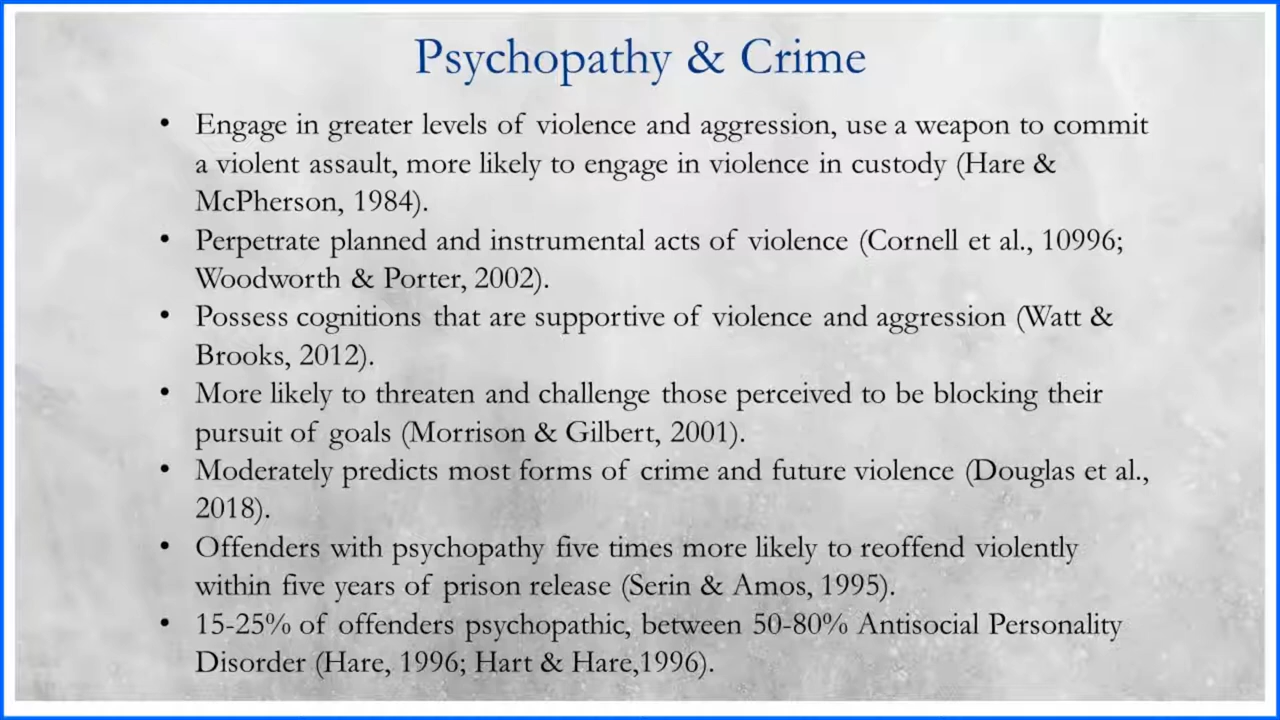 Psychopathy & Crime
• Engage in greater levels of violence and aggression, use a weapon to commit
a violent assault, more likely to engage in violence in custody (Hare &
McPherson, 1984).
• Perpetrate planned and instrumental acts of violence (Cornell et al., 10996;
Woodworth & Porter, 2002).
• Possess cognitions that are supportive of violence and aggression (Watt &
Brooks, 2012).
• More likely to threaten and challenge those perceived to be blocking their
pursuit of goals (Morrison & Gilbert, 2001).
• Moderately predicts most forms of crime and future violence (Douglas et al.,
2018).
• Offenders with psychopathy five times more likely to reoffend violently
within five years of prison release (Serin & Amos, 1995).
• 15-25% of offenders psychopathic, between 50-80% Antisocial Personality
Disorder (Hare, 1996; Hart & Hare,1996).